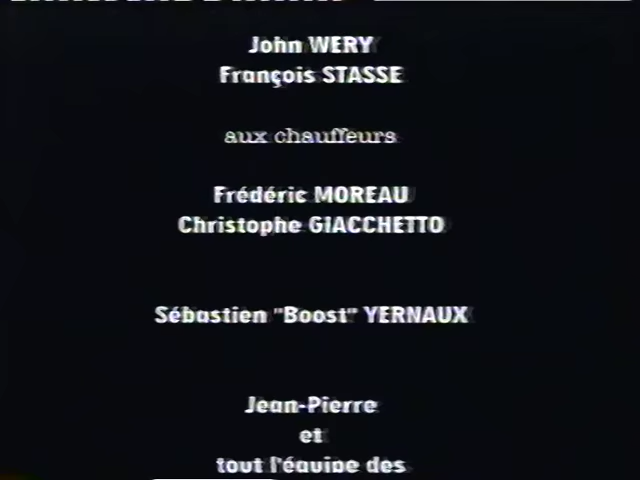 John WERY
François STASSE
aux chauffeurs
Frédéric MOREAU
Christophe GIACCHETTO
Sébastien "Boost" YERNAUX
Jean-Pierre
et
tout l'équipe des